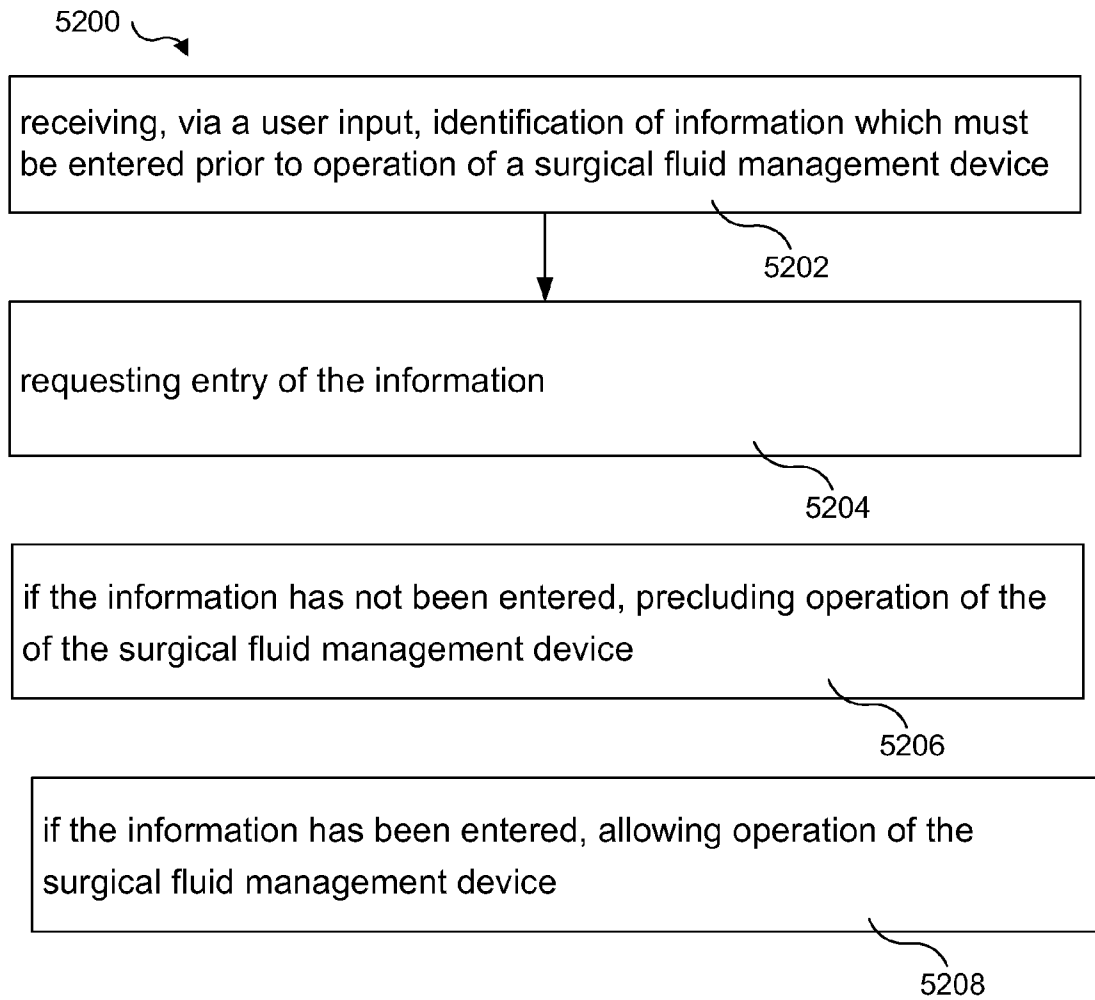 5200
receiving, via a user input, identification of information which must
be entered prior to operation of a surgical fluid management device
5202
requesting entry of the information
5204
if the information has not been entered, precluding operation of the
of the surgical fluid management device
5206
if the information has been entered, allowing operation of the
surgical fluid management device
5208